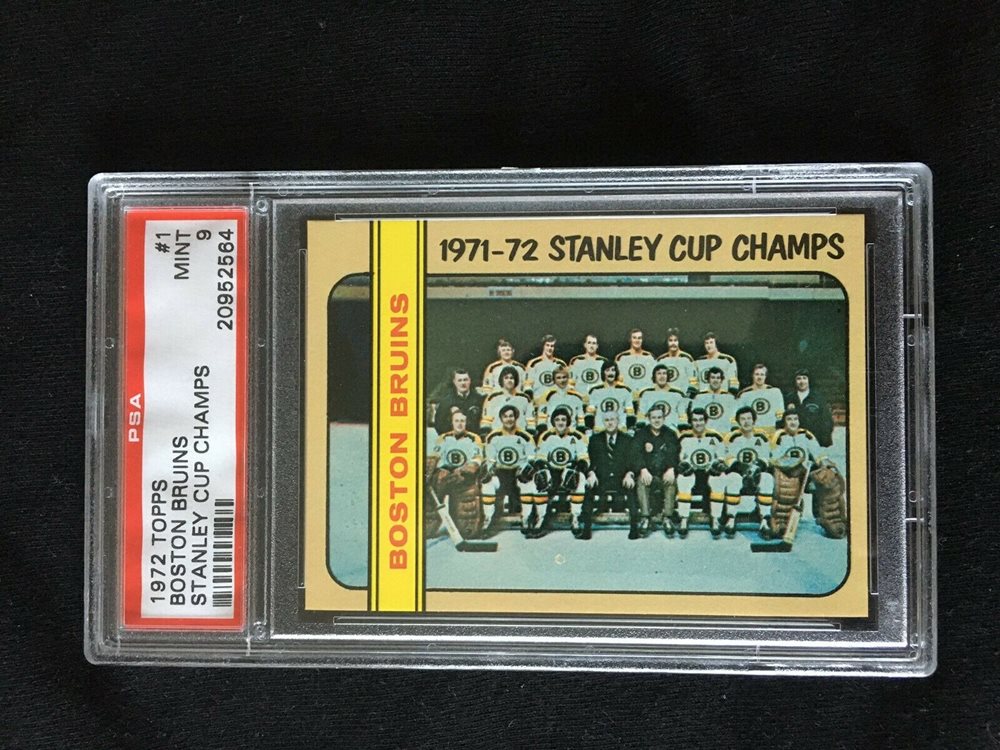 1972 TOPPS
BOSTON BRUINS
STANLEY CUP CHAMPS
#1
MINT
9
20952564
PSA
1971-72 STANLEY CUP CHAMPS
BOSTON BRUINS